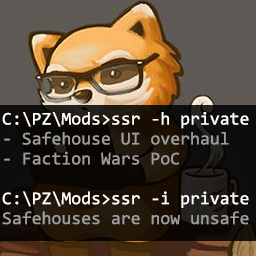 C:\PZ\Mods>ssr -h private
- Safehouse UI overhaul
- Faction Wars PoC
C:\PZ\Mods>ssr -i private
Safehouses are now unsafe